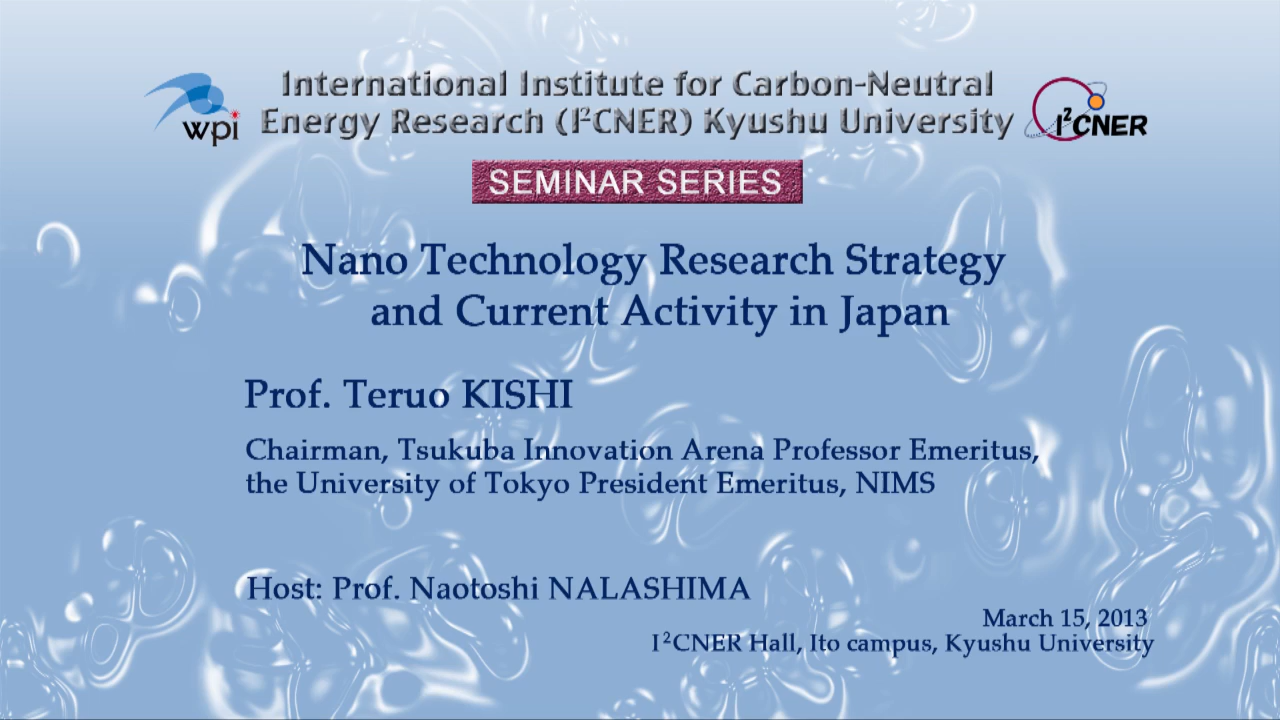 International Institute for Carbon-Neutral
Energy Research (I²CNER) Kyushu University
wpi
I²CNER
SEMINAR SERIES
Nano Technology Research Strategy
and Current Activity in Japan
Prof. Teruo KISHI
Chairman, Tsukuba Innovation Arena Professor Emeritus,
the University of Tokyo President Emeritus, NIMS
Host: Prof. Naotoshi NALASHIMA
March 15, 2013
I²CNER Hall, Ito campus, Kyushu University